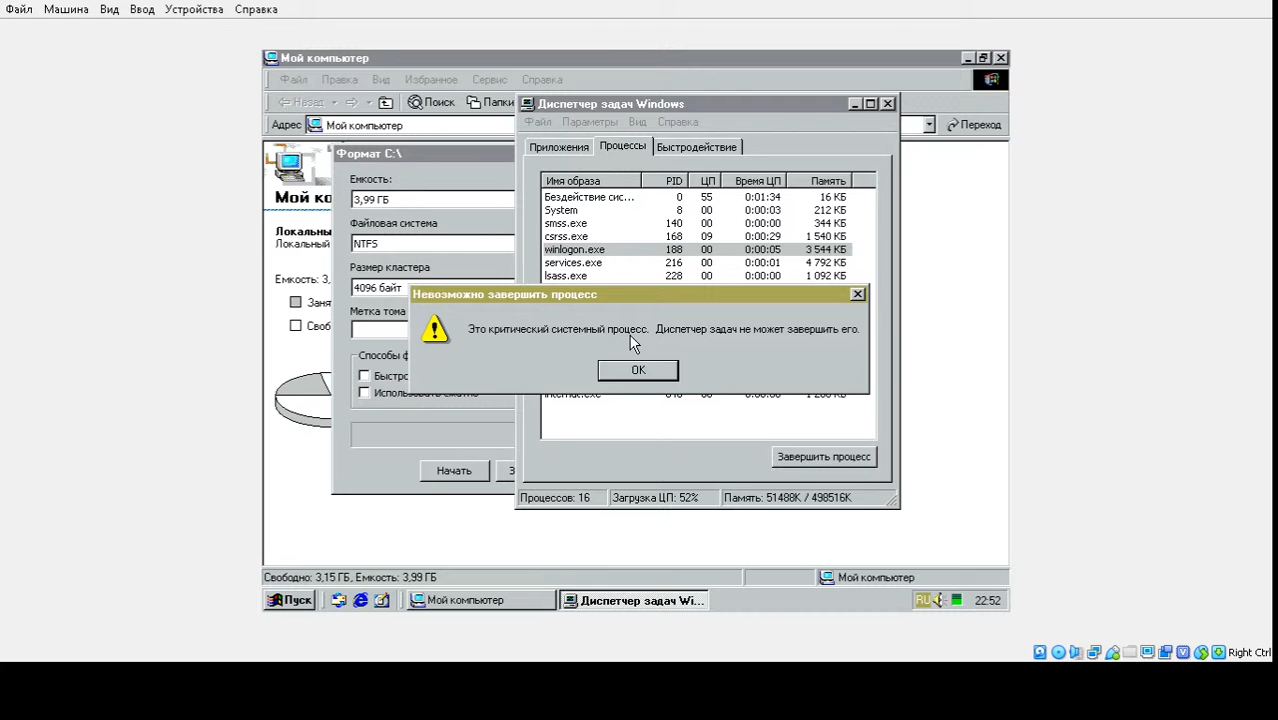 Файл Машина Вид Ввод Устройства Справка
Мой компьютер
Файл Правка Вид Избранное Сервис Справка
Назад Поиск Папки
Адрес Мой компьютер Переход
Диспетчер задач Windows
Файл Параметры Вид Справка
Приложения Процессы Быстродействие
Имя образа PID ЦП Время ЦП Память
Бездействие сис... 0 55 0:01:34 16 КБ
System 8 00 0:00:03 212 КБ
smss.exe 140 00 0:00:00 344 КБ
csrss.exe 168 09 0:00:29 1 540 КБ
winlogon.exe 188 00 0:00:05 3 544 КБ
services.exe 216 00 0:00:01 4 792 КБ
lsass.exe 228 00 0:00:00 1 092 КБ
Завершить процесс
Процессов: 16 Загрузка ЦП: 52% Память: 51488K / 498516K
Формат C:\
Емкость:
3,99 ГБ
Файловая система
NTFS
Размер кластера
4096 байт
Метка тома
Способы ф
Быстро
Начать З
Невозможно завершить процесс
Это критический системный процесс. Диспетчер задач не может завершить его.
OK
Мой ко
Локальн
Локальный
Емкость: 3,
Заня
Своб
Свободно: 3,15 ГБ, Емкость: 3,99 ГБ Мой компьютер
Пуск Мой компьютер Диспетчер задач Wi... RU 22:52
Right Ctrl